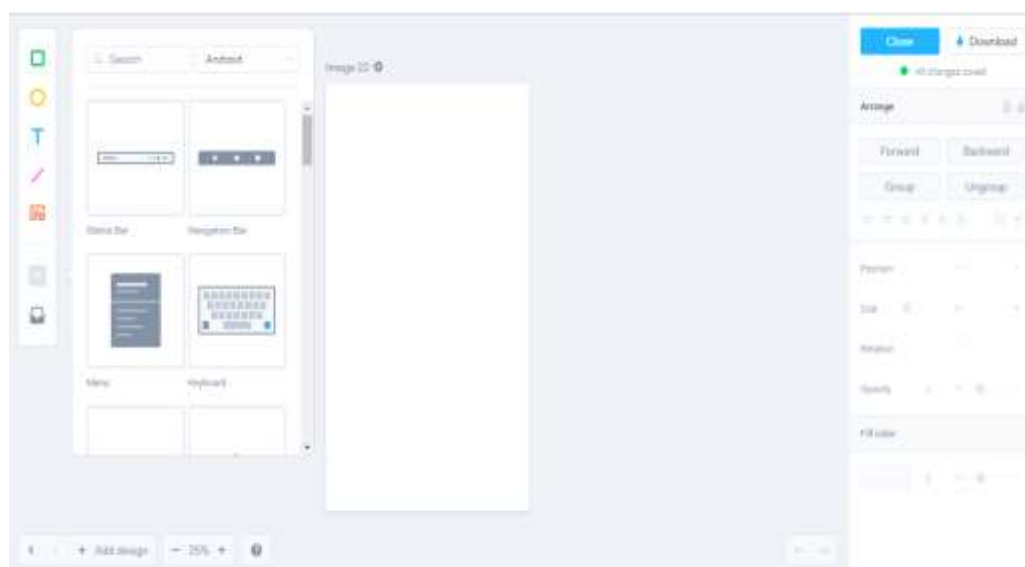 Search
Android
Image
Status Bar
Navigation Bar
Menu
Keyboard
+ Add design
− 25% +
Close
Download
All changes saved
Arrange
Forward
Backward
Group
Ungroup
Position
Size
Rotation
Opacity
Fill color